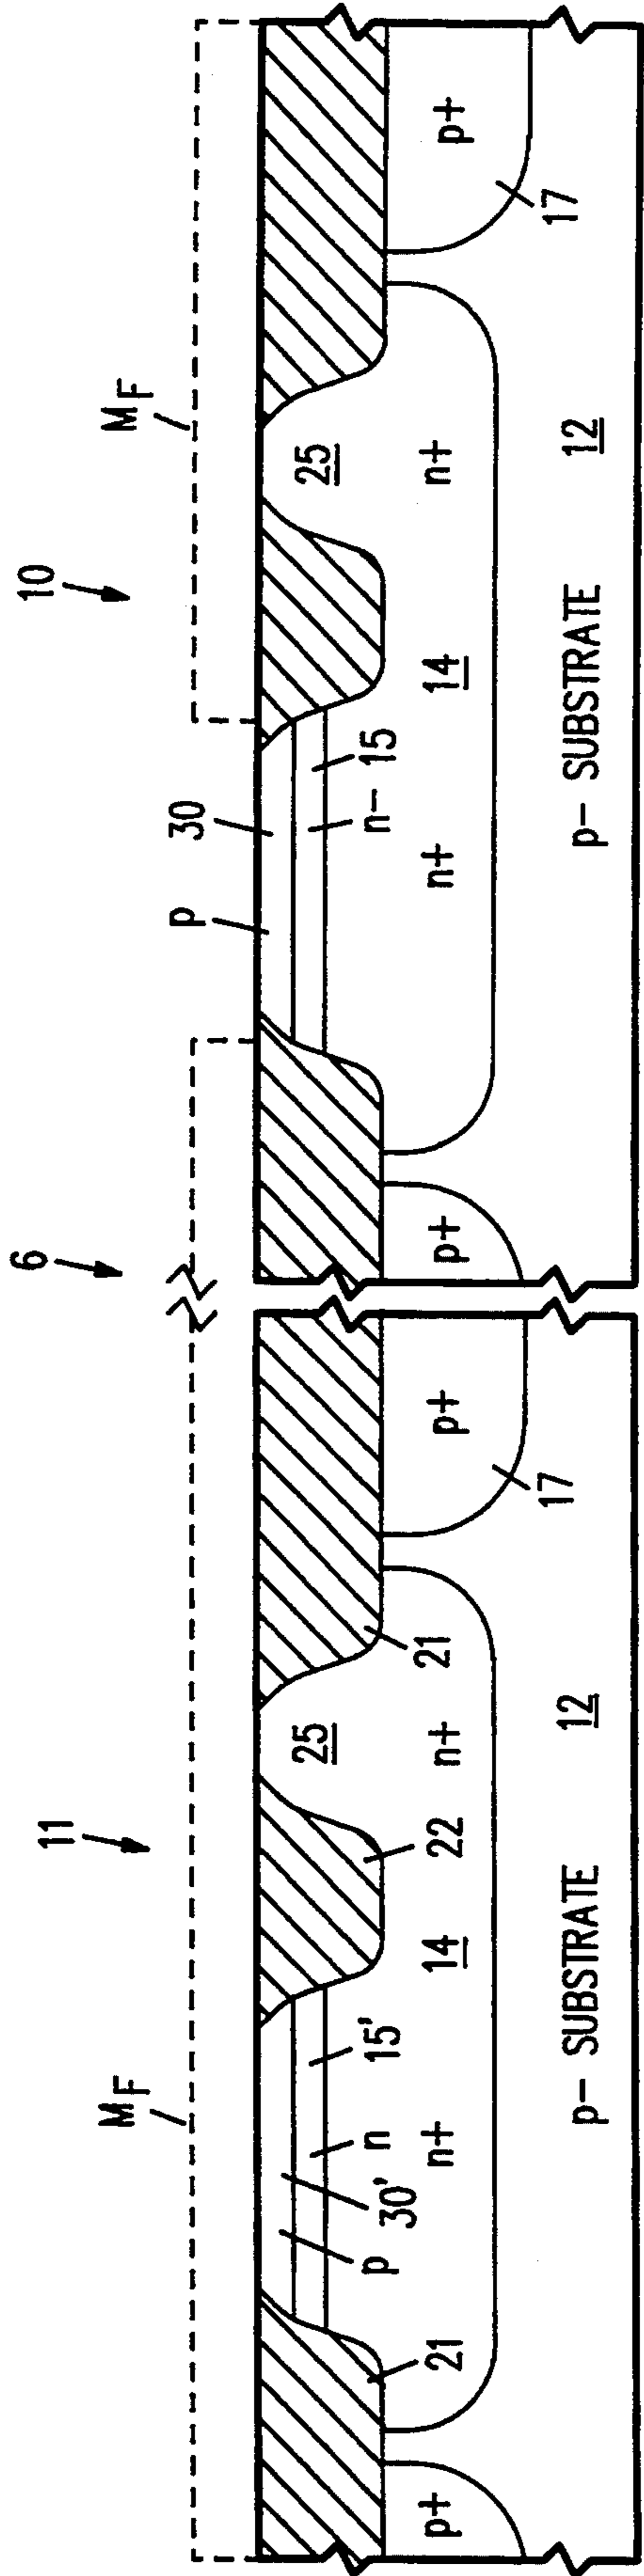 11
6
10
M_F
M_F
p
30
25
25
p
30'
n
15'
n-
15
p+
21
n+
14
22
n+
21
p+
17
p+
n+
14
n+
p+
17
p- SUBSTRATE
12
p- SUBSTRATE
12